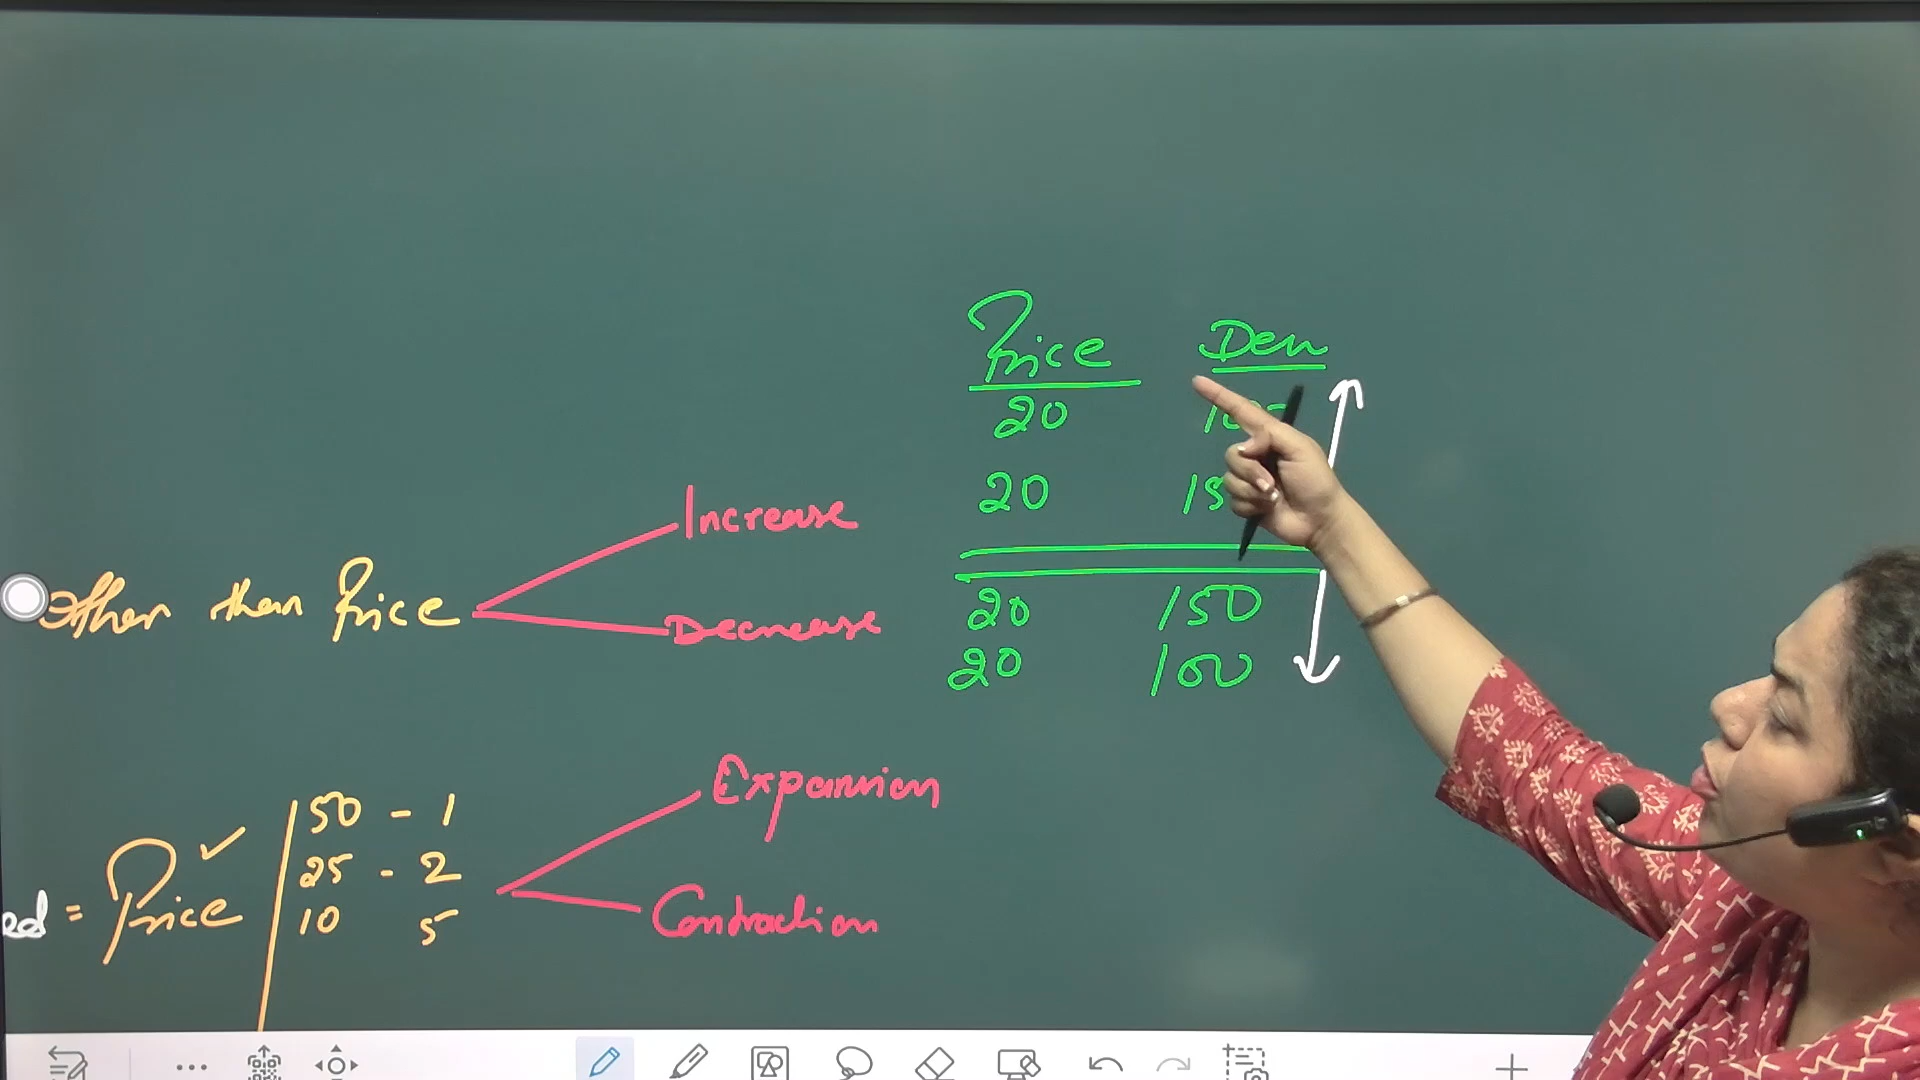 Price Dem
20
20
Increase
Other than Price
Decrease
20 150
20 100
Expansion
50 - 1
25 - 2
ed = Price ✓ 10 5
Contraction